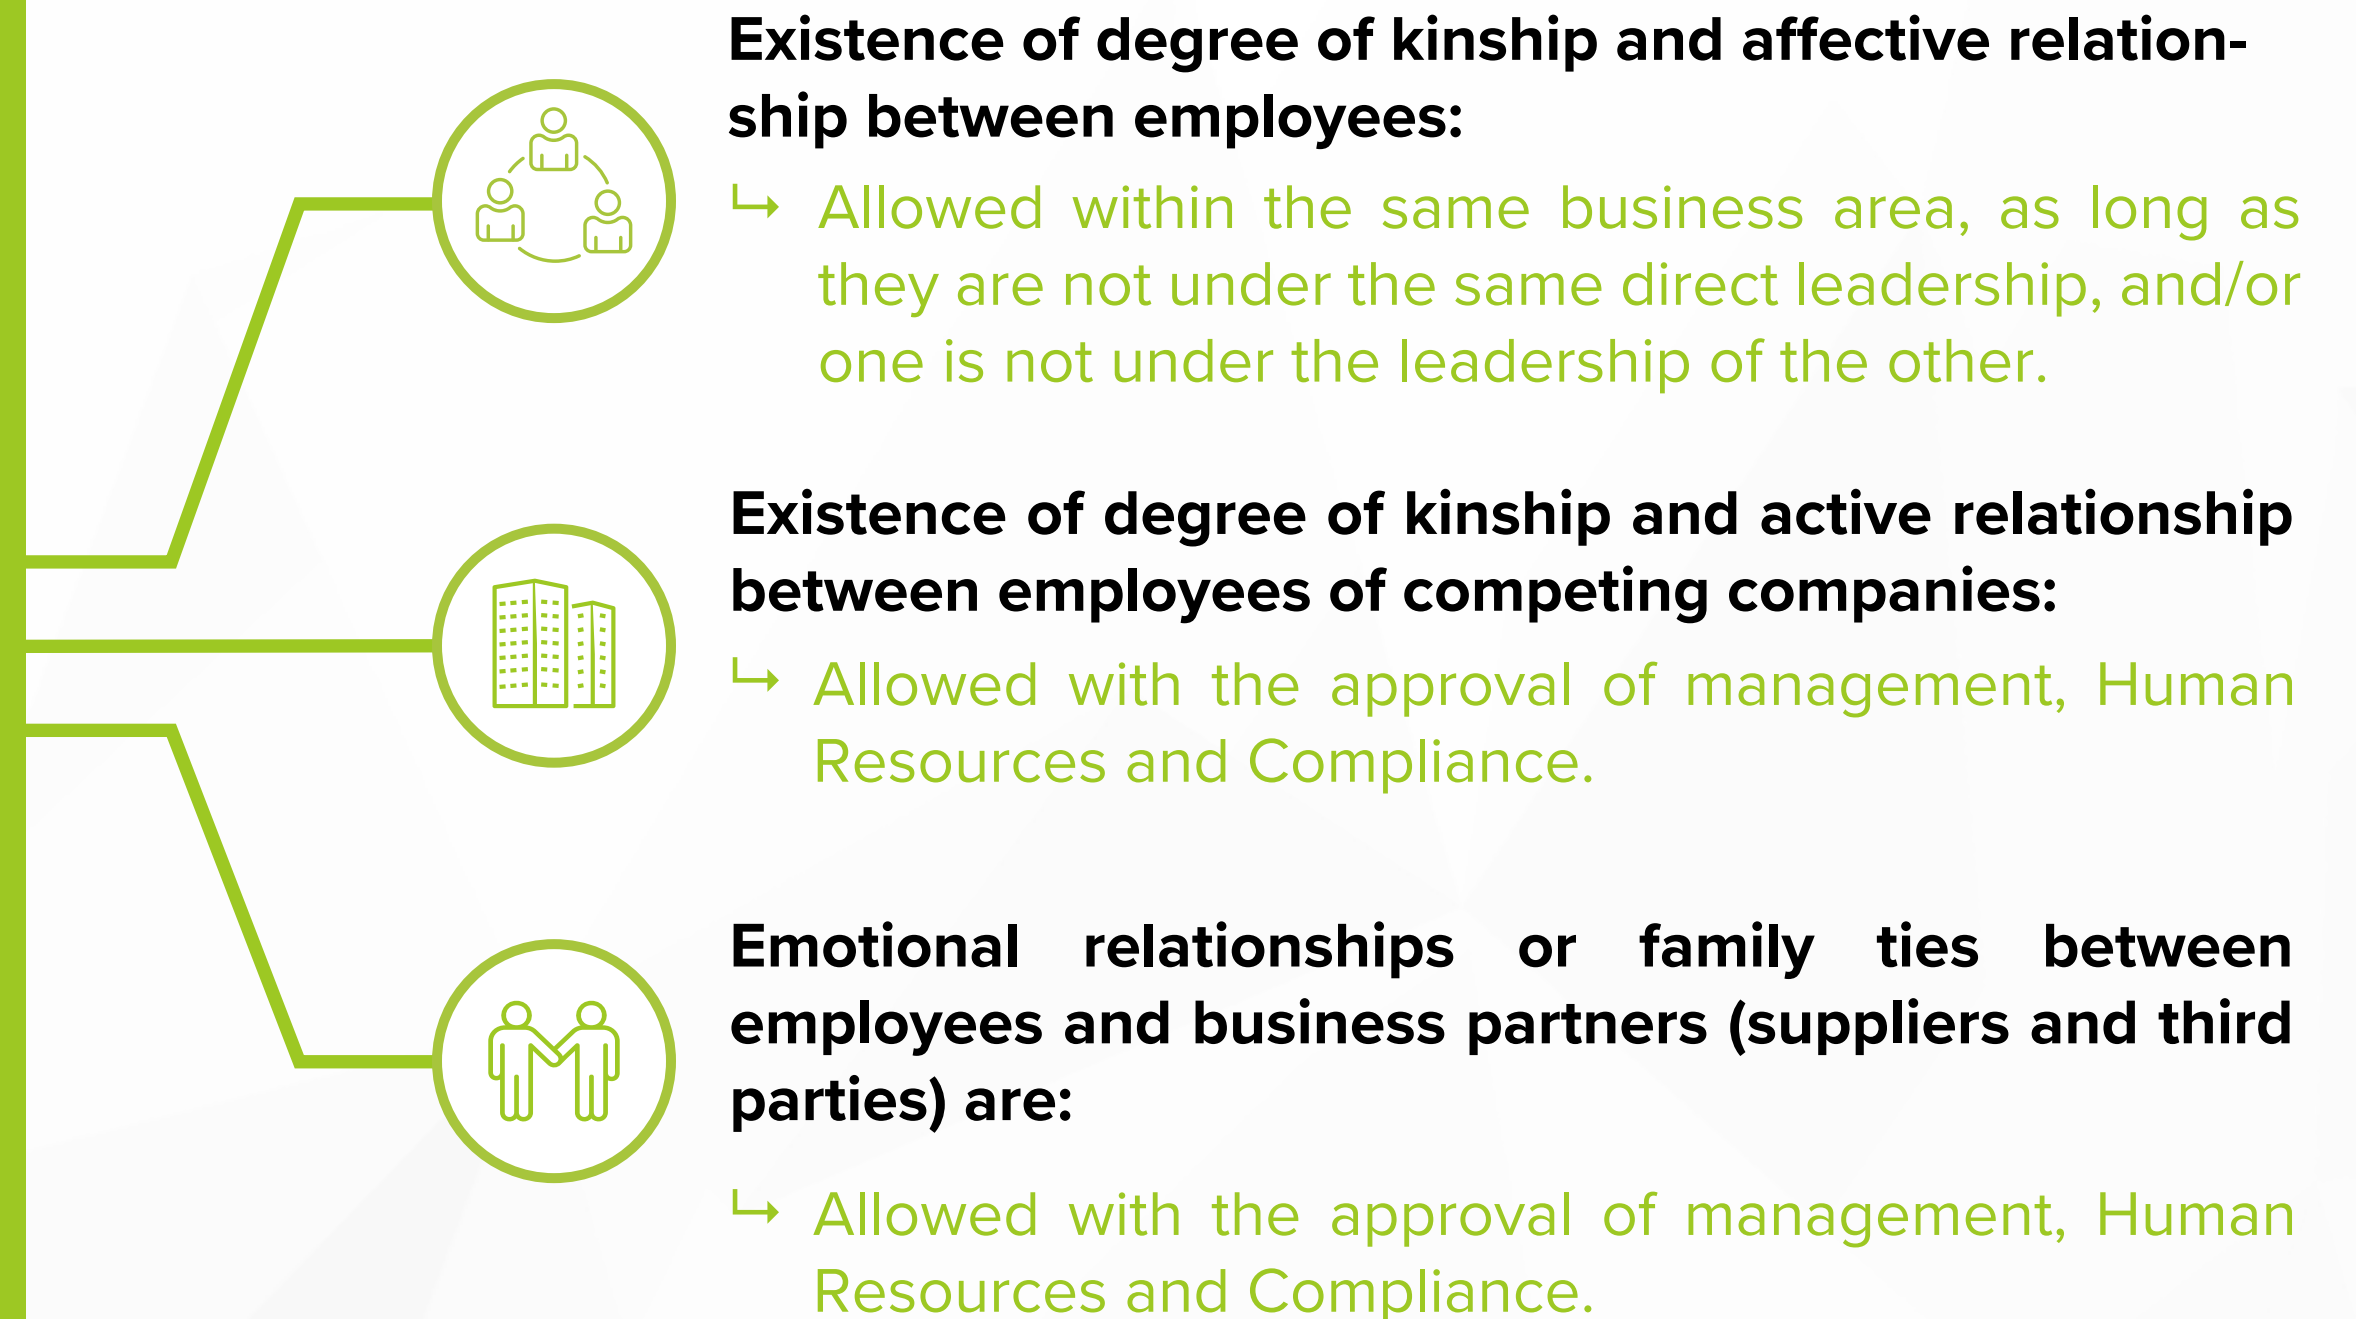 Existence of degree of kinship and affective relation-
ship between employees:
↳ Allowed within the same business area, as long as
they are not under the same direct leadership, and/or
one is not under the leadership of the other.
Existence of degree of kinship and active relationship
between employees of competing companies:
↳ Allowed with the approval of management, Human
Resources and Compliance.
Emotional relationships or family ties between
employees and business partners (suppliers and third
parties) are:
↳ Allowed with the approval of management, Human
Resources and Compliance.